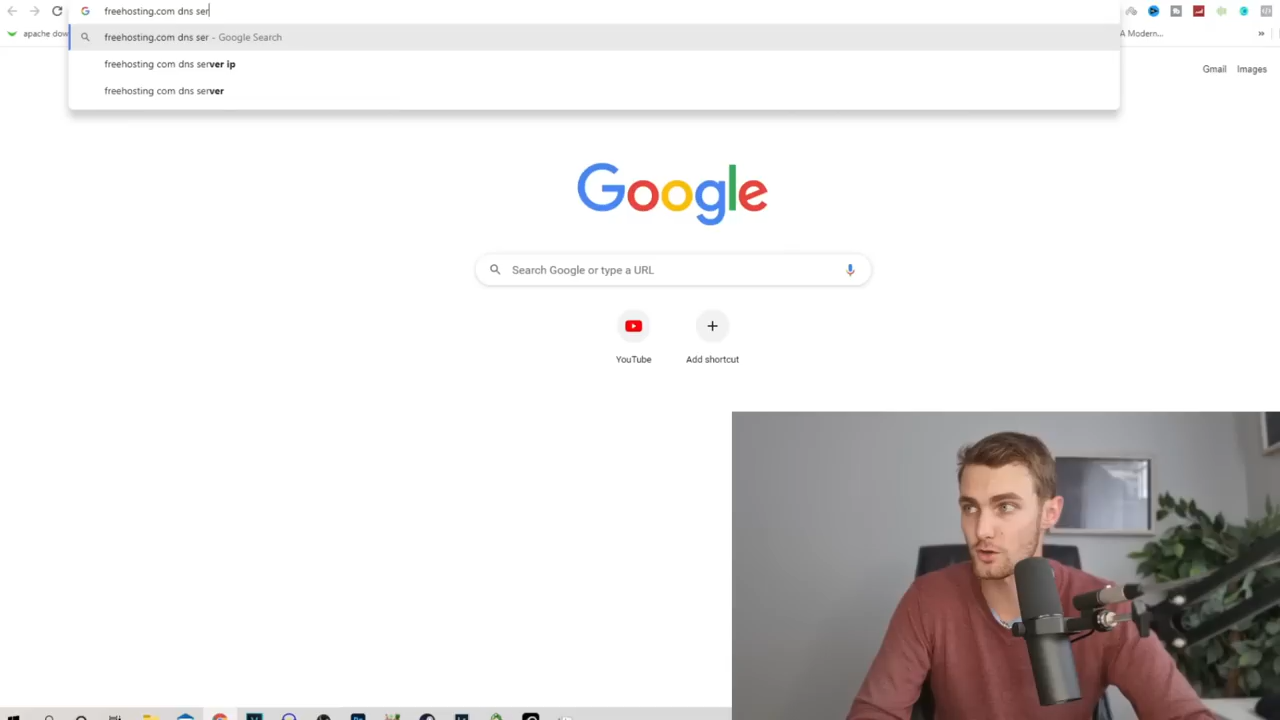 freehosting.com dns ser
apache dow
A Modern...
»
freehosting.com dns ser - Google Search
freehosting com dns server ip
freehosting com dns server
Gmail
Images
Google
Search Google or type a URL
YouTube
Add shortcut